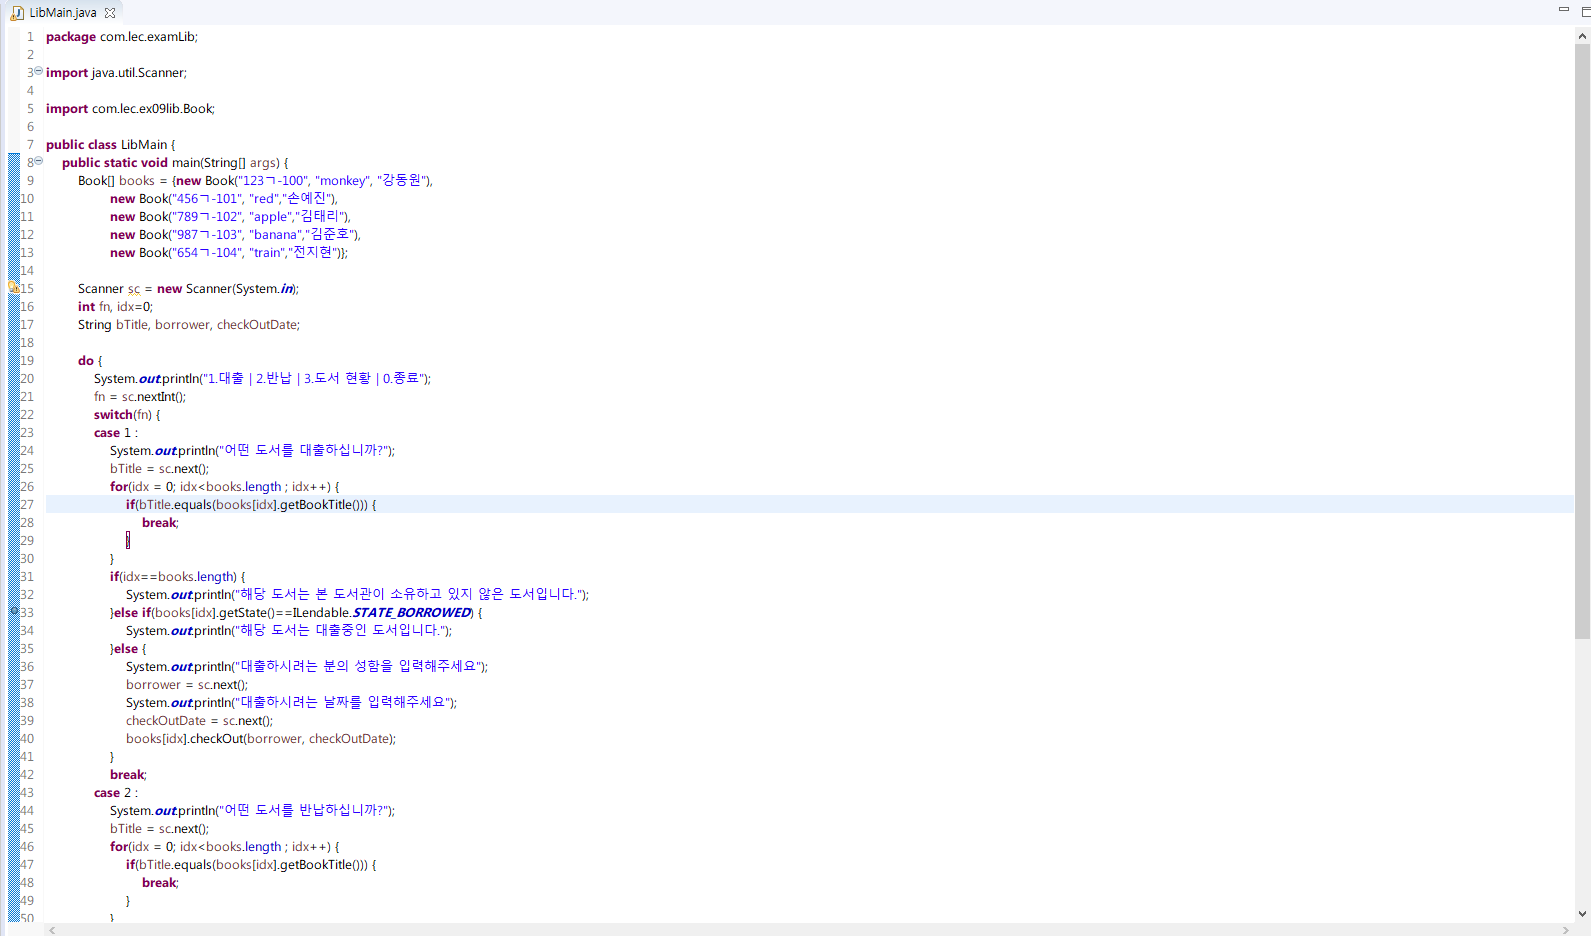 LibMain.java
1 package com.lec.examLib;
2
3 import java.util.Scanner;
4
5 import com.lec.ex09lib.Book;
6
7 public class LibMain {
8 public static void main(String[] args) {
9 Book[] books = {new Book("123ㄱ-100", "monkey", "강동원"),
10 new Book("456ㄱ-101", "red","손예진"),
11 new Book("789ㄱ-102", "apple","김태리"),
12 new Book("987ㄱ-103", "banana","김준호"),
13 new Book("654ㄱ-104", "train","전지현")};
14
15 Scanner sc = new Scanner(System.in);
16 int fn, idx=0;
17 String bTitle, borrower, checkOutDate;
18
19 do {
20 System.out.println("1.대출 | 2.반납 | 3.도서 현황 | 0.종료");
21 fn = sc.nextInt();
22 switch(fn) {
23 case 1 :
24 System.out.println("어떤 도서를 대출하십니까?");
25 bTitle = sc.next();
26 for(idx = 0; idx<books.length ; idx++) {
27 if(bTitle.equals(books[idx].getBookTitle())) {
28 break;
29 }
30 }
31 if(idx==books.length) {
32 System.out.println("해당 도서는 본 도서관이 소유하고 있지 않은 도서입니다.");
33 }else if(books[idx].getState()==ILendable.STATE_BORROWED) {
34 System.out.println("해당 도서는 대출중인 도서입니다.");
35 }else {
36 System.out.println("대출하시려는 분의 성함을 입력해주세요");
37 borrower = sc.next();
38 System.out.println("대출하시려는 날짜를 입력해주세요");
39 checkOutDate = sc.next();
40 books[idx].checkOut(borrower, checkOutDate);
41 }
42 break;
43 case 2 :
44 System.out.println("어떤 도서를 반납하십니까?");
45 bTitle = sc.next();
46 for(idx = 0; idx<books.length ; idx++) {
47 if(bTitle.equals(books[idx].getBookTitle())) {
48 break;
49 }
50 }